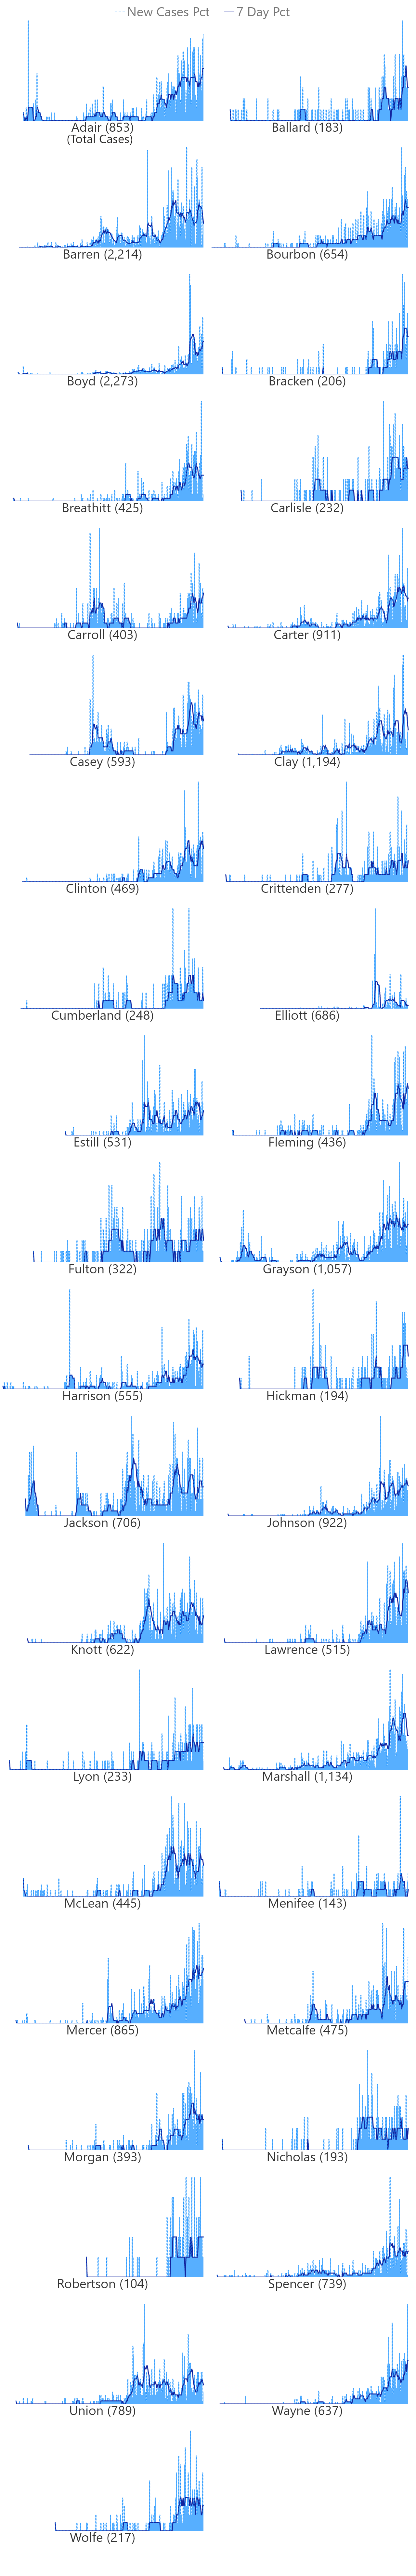 New Cases Pct 7 Day Pct
Adair (853) Ballard (183)
(Total Cases)
Barren (2,214) Bourbon (654)
Boyd (2,273) Bracken (206)
Breathitt (425) Carlisle (232)
Carroll (403) Carter (911)
Casey (593) Clay (1,194)
Clinton (469) Crittenden (277)
Cumberland (248) Elliott (686)
Estill (531) Fleming (436)
Fulton (322) Grayson (1,057)
Harrison (555) Hickman (194)
Jackson (706) Johnson (922)
Knott (622) Lawrence (515)
Lyon (233) Marshall (1,134)
McLean (445) Menifee (143)
Mercer (865) Metcalfe (475)
Morgan (393) Nicholas (193)
Robertson (104) Spencer (739)
Union (789) Wayne (637)
Wolfe (217)